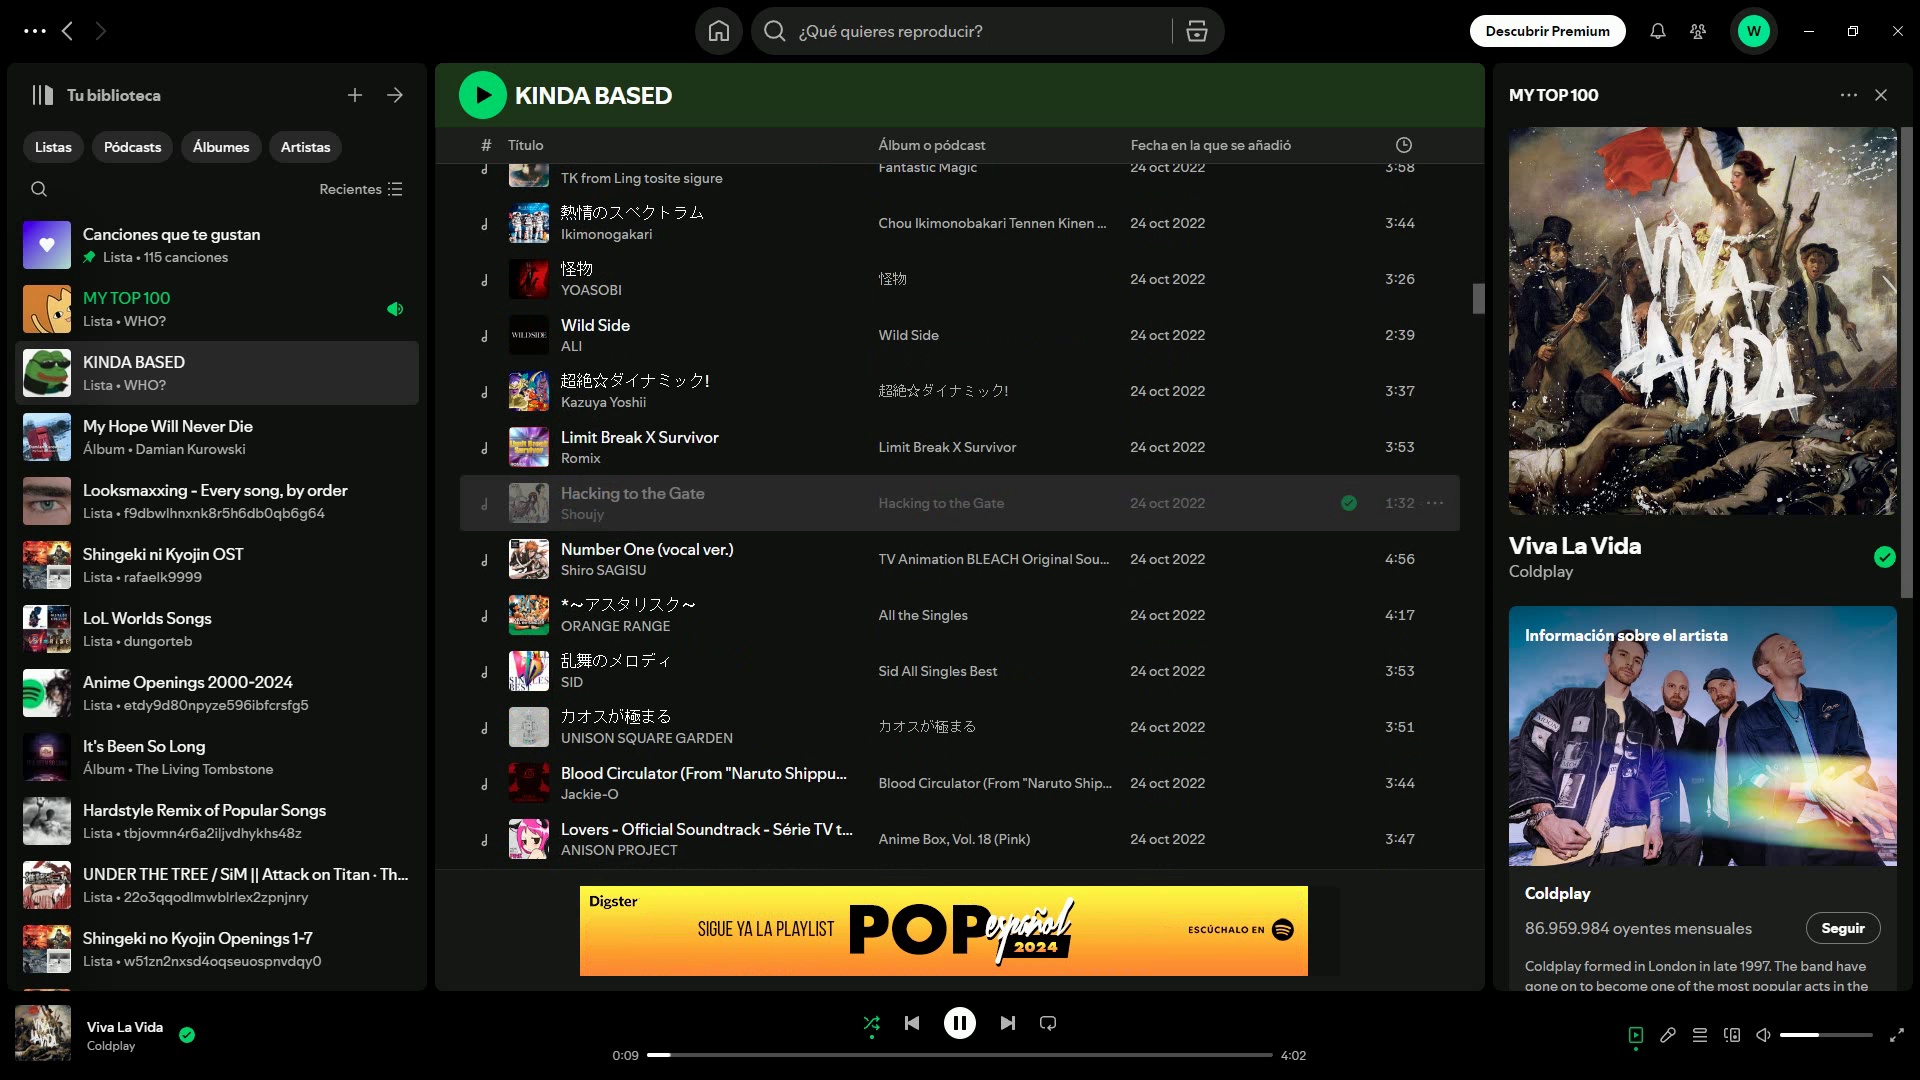 ¿Qué quieres reproducir?
Descubrir Premium
W
Tu biblioteca
Listas
Pódcasts
Álbumes
Artistas
Recientes
Canciones que te gustan
Lista • 115 canciones
MY TOP 100
Lista • WHO?
KINDA BASED
Lista • WHO?
My Hope Will Never Die
Álbum • Damian Kurowski
Looksmaxxing - Every song, by order
Lista • f9dbwlhnxnk8r5h6db0qb6g64
Shingeki ni Kyojin OST
Lista • rafaelk9999
LoL Worlds Songs
Lista • dungorteb
Anime Openings 2000-2024
Lista • etdy9d80npyze596ibfcrsfg5
It's Been So Long
Álbum • The Living Tombstone
Hardstyle Remix of Popular Songs
Lista • tbjovmn4r6a2iljvdhykhs48z
UNDER THE TREE / SiM || Attack on Titan · Th...
Lista • 22o3qqodlmwblrlex2zpnjnry
Shingeki no Kyojin Openings 1-7
Lista • w51zn2nxsd4oqseuospnvdqy0
KINDA BASED
# Título Álbum o pódcast Fecha en la que se añadió
TK from Ling tosite sigure Fantastic Magic 24 oct 2022 3:58
熱情のスペクトラム
Ikimonogakari
Chou Ikimonobakari Tennen Kinen ... 24 oct 2022 3:44
怪物
YOASOBI
怪物 24 oct 2022 3:26
WILDSIDE
Wild Side
ALI
Wild Side 24 oct 2022 2:39
超絶☆ダイナミック!
Kazuya Yoshii
超絶☆ダイナミック! 24 oct 2022 3:37
Limit Break X Survivor
Romix
Limit Break X Survivor 24 oct 2022 3:53
Hacking to the Gate
Shoujy
Hacking to the Gate 24 oct 2022 1:32 ...
Number One (vocal ver.)
Shiro SAGISU
TV Animation BLEACH Original Sou... 24 oct 2022 4:56
*~アスタリスク~
ORANGE RANGE
All the Singles 24 oct 2022 4:17
乱舞のメロディ
SID
Sid All Singles Best 24 oct 2022 3:53
カオスが極まる
UNISON SQUARE GARDEN
カオスが極まる 24 oct 2022 3:51
Blood Circulator (From "Naruto Shippu...
Jackie-O
Blood Circulator (From "Naruto Ship... 24 oct 2022 3:44
Lovers - Official Soundtrack - Série TV t...
ANISON PROJECT
Anime Box, Vol. 18 (Pink) 24 oct 2022 3:47
Digster
SIGUE YA LA PLAYLIST
POP español
2024
ESCÚCHALO EN
MY TOP 100
VIVA LA VIDA
Viva La Vida
Coldplay
Información sobre el artista
Coldplay
86.959.984 oyentes mensuales
Seguir
Coldplay formed in London in late 1997. The band have
gone on to become one of the most popular acts in the
Viva La Vida
Coldplay
0:09
4:02